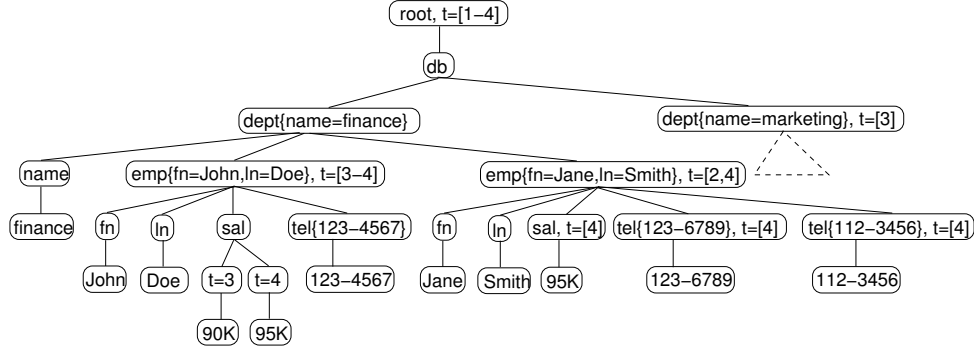 root, t=[1−4]
db
dept{name=finance}
dept{name=marketing}, t=[3]
name
emp{fn=John,ln=Doe}, t=[3−4]
emp{fn=Jane,ln=Smith}, t=[2,4]
finance
fn
ln
sal
tel{123−4567}
fn
ln
sal, t=[4]
tel{123−6789}, t=[4]
tel{112−3456}, t=[4]
John
Doe
t=3
t=4
123−4567
Jane
Smith
95K
123−6789
112−3456
90K
95K